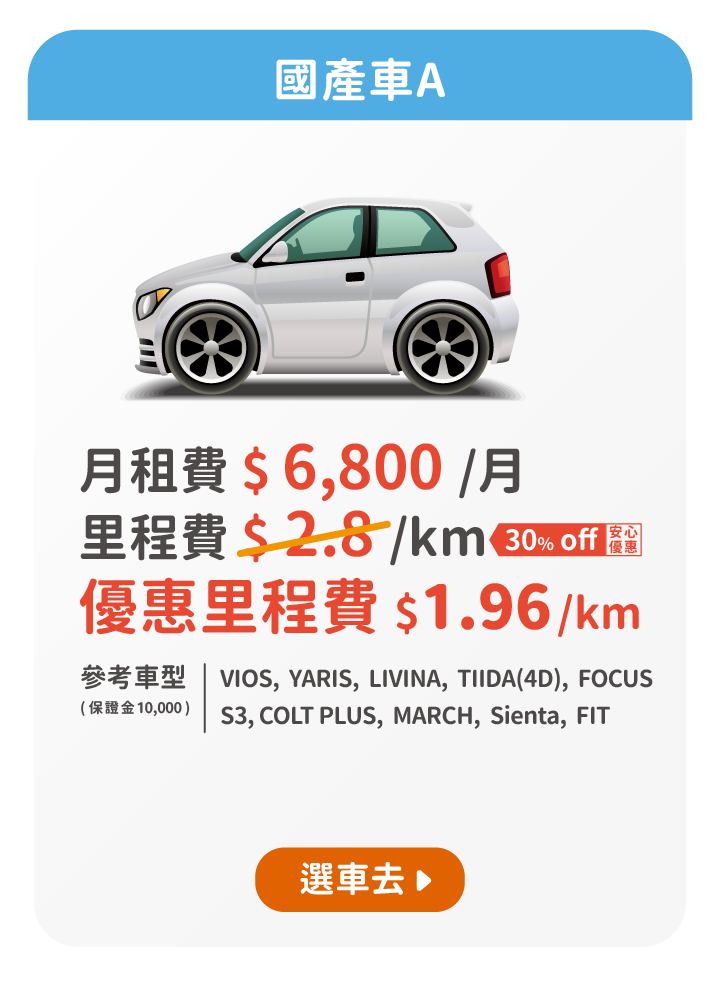 國產車A
月租費 $ 6,800 /月
里程費 $ 2.8 /km 30% off 安心優惠
優惠里程費 $1.96/km
參考車型
(保證金10,000)
VIOS, YARIS, LIVINA, TIIDA(4D), FOCUS
S3, COLT PLUS, MARCH, Sienta, FIT
選車去